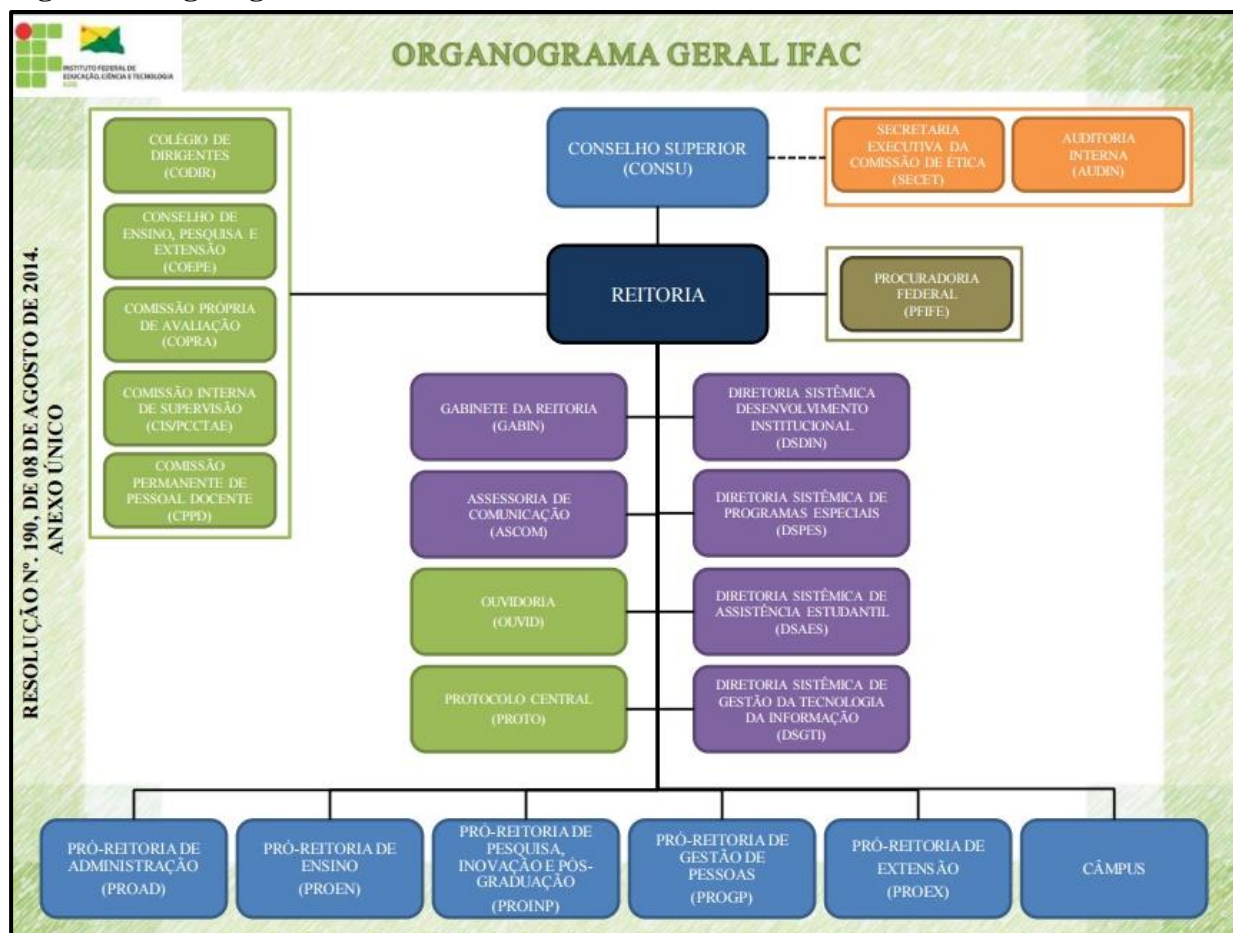 INSTITUTO FEDERAL DE
EDUCAÇÃO, CIÊNCIA E TECNOLOGIA
ORGANOGRAMA GERAL IFAC
RESOLUÇÃO Nº. 190, DE 08 DE AGOSTO DE 2014.
ANEXO ÚNICO
COLÉGIO DE
DIRIGENTES
(CODIR)
CONSELHO DE
ENSINO, PESQUISA E
EXTENSÃO
(COEPE)
COMISSÃO PRÓPRIA
DE AVALIAÇÃO
(COPRA)
COMISSÃO INTERNA
DE SUPERVISÃO
(CIS/PCCTAE)
COMISSÃO
PERMANENTE DE
PESSOAL DOCENTE
(CPPD)
CONSELHO SUPERIOR
(CONSU)
SECRETARIA
EXECUTIVA DA
COMISSÃO DE ÉTICA
(SECET)
AUDITORIA
INTERNA
(AUDIN)
REITORIA
PROCURADORIA
FEDERAL
(PFIFE)
GABINETE DA REITORIA
(GABIN)
DIRETORIA SISTÊMICA
DESENVOLVIMENTO
INSTITUCIONAL
(DSDIN)
ASSESSORIA DE
COMUNICAÇÃO
(ASCOM)
DIRETORIA SISTÊMICA DE
PROGRAMAS ESPECIAIS
(DSPES)
OUVIDORIA
(OUVID)
DIRETORIA SISTÊMICA DE
ASSISTÊNCIA ESTUDANTIL
(DSAES)
PROTOCOLO CENTRAL
(PROTO)
DIRETORIA SISTÊMICA DE
GESTÃO DA TECNOLOGIA
DA INFORMAÇÃO
(DSGTI)
PRÓ-REITORIA DE
ADMINISTRAÇÃO
(PROAD)
PRÓ-REITORIA DE
ENSINO
(PROEN)
PRÓ-REITORIA DE
PESQUISA,
INOVAÇÃO E PÓS-
GRADUAÇÃO
(PROINP)
PRÓ-REITORIA DE
GESTÃO DE
PESSOAS
(PROGP)
PRÓ-REITORIA DE
EXTENSÃO
(PROEX)
CÂMPUS